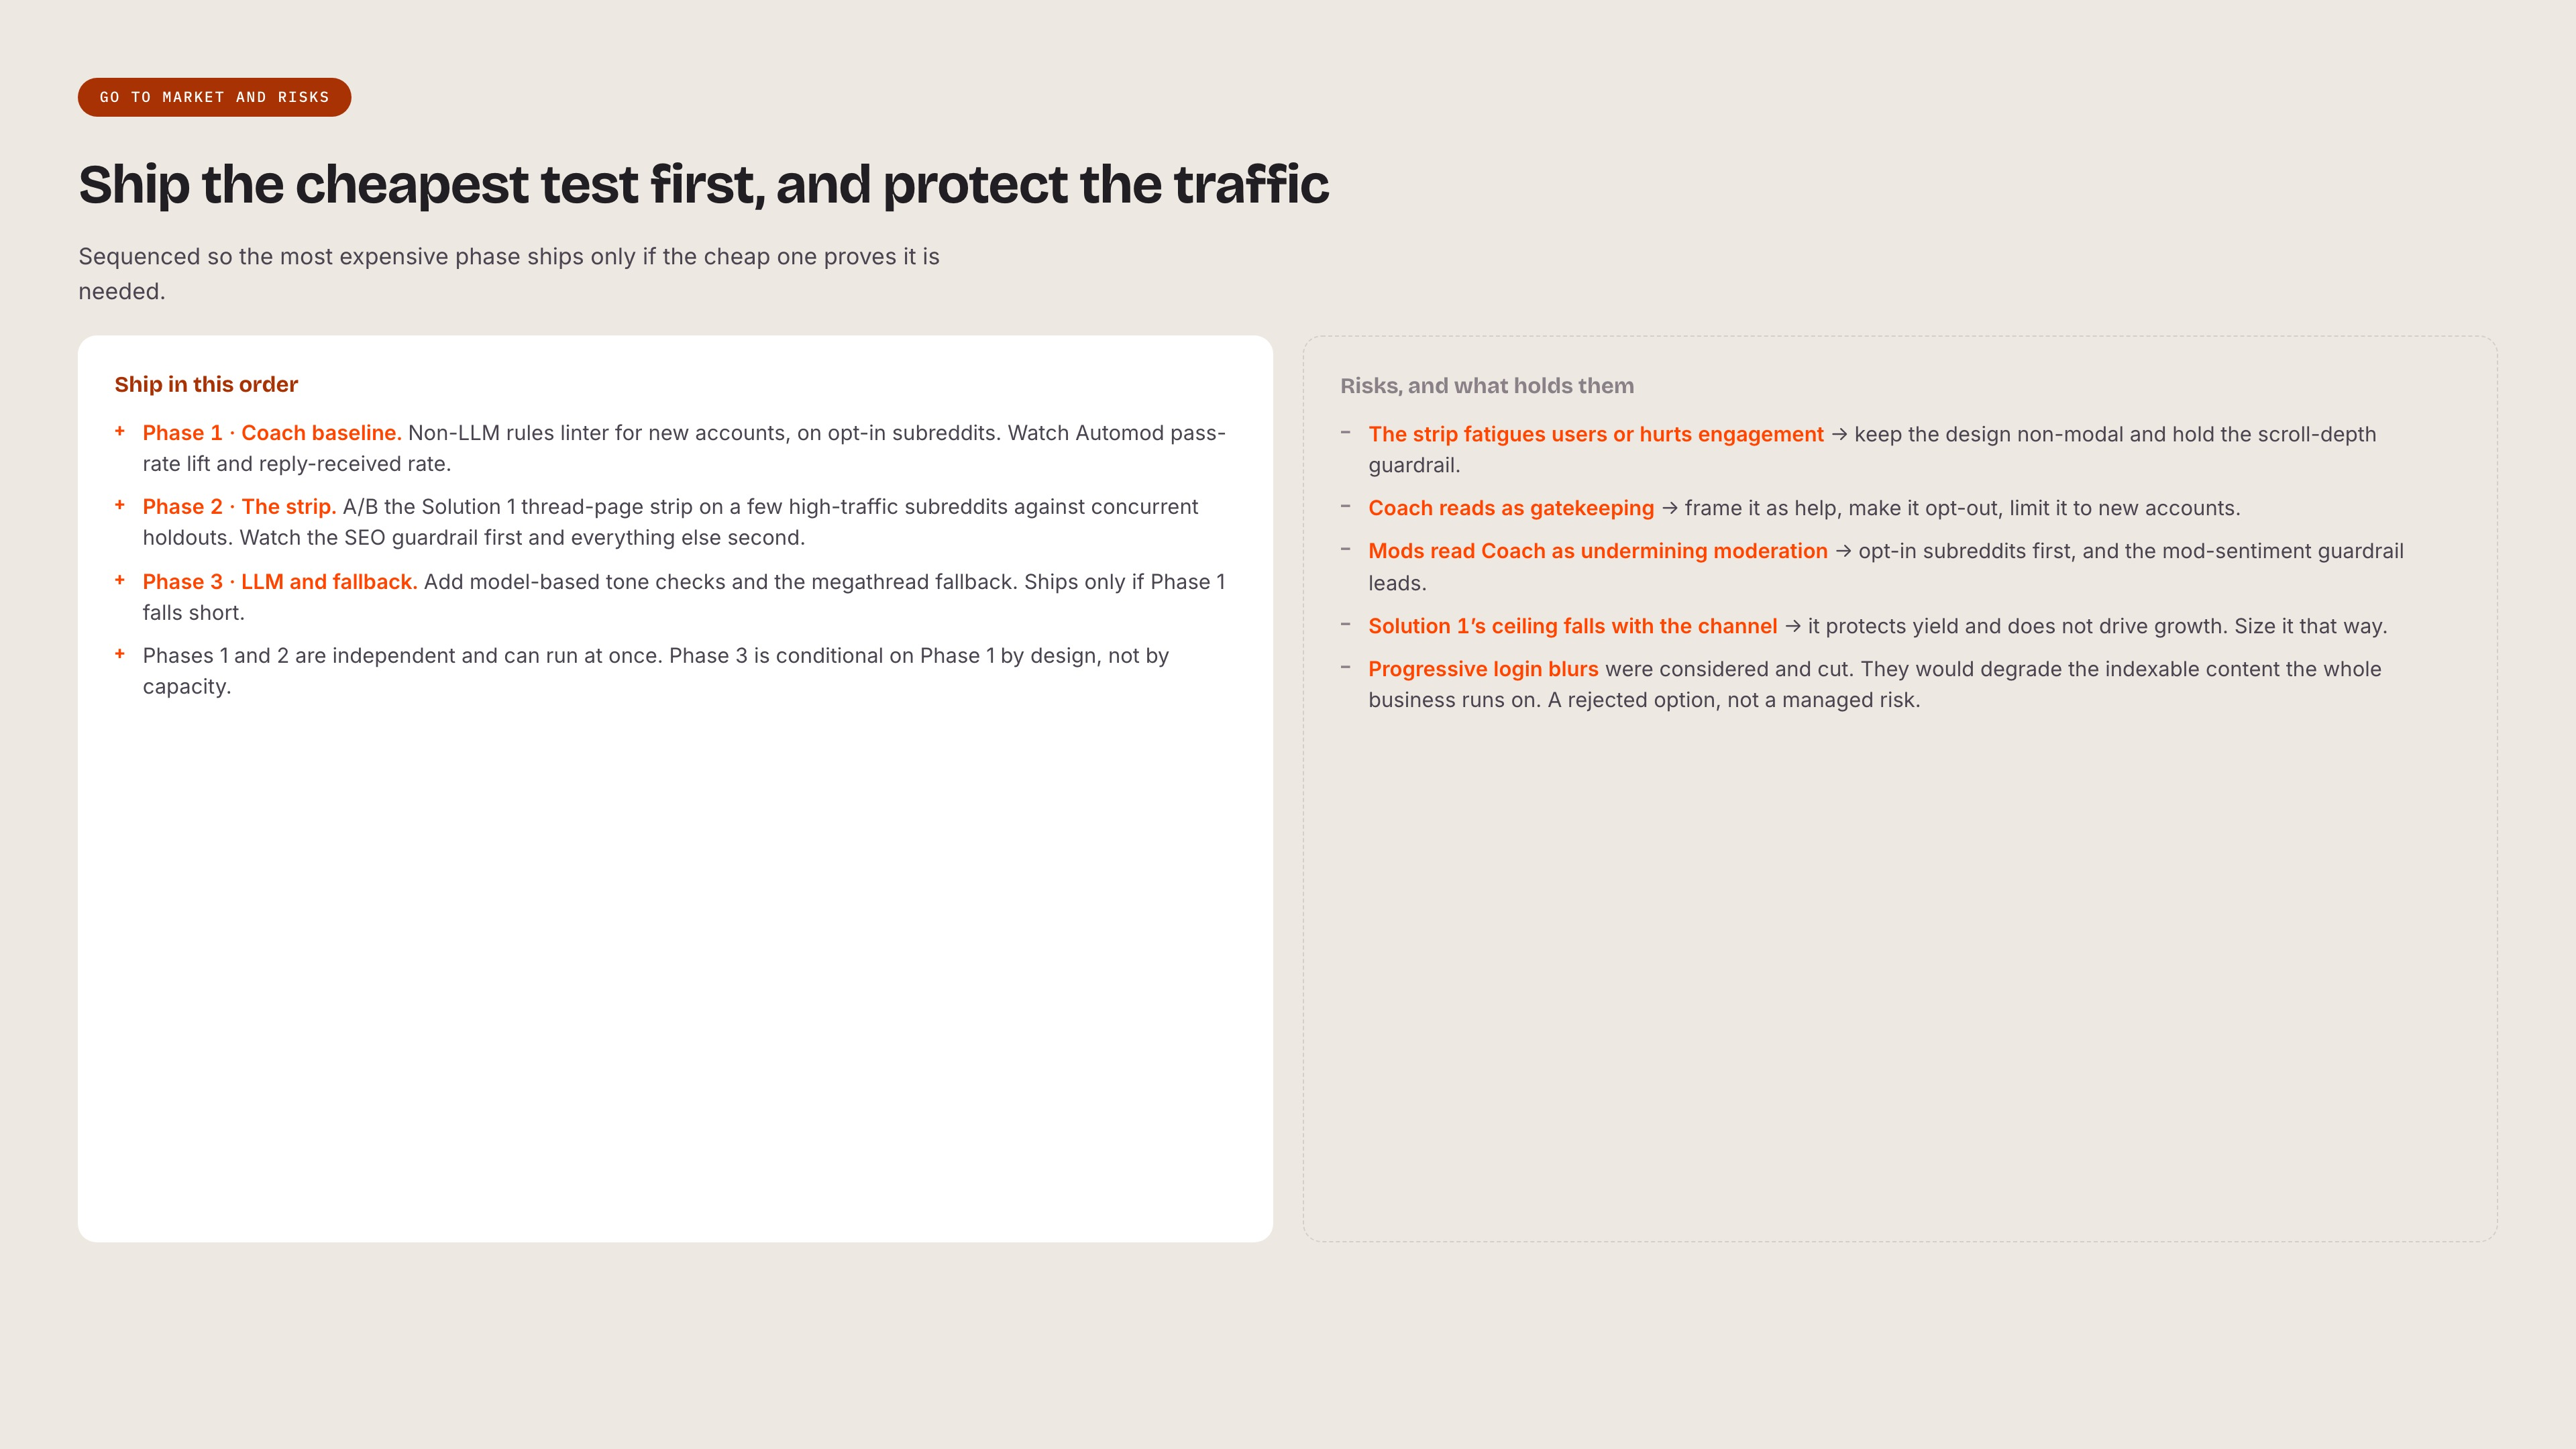 GO TO MARKET AND RISKS
Ship the cheapest test first, and protect the traffic
Sequenced so the most expensive phase ships only if the cheap one proves it is
needed.
Ship in this order
+ Phase 1 · Coach baseline. Non-LLM rules linter for new accounts, on opt-in subreddits. Watch Automod pass-
rate lift and reply-received rate.
+ Phase 2 · The strip. A/B the Solution 1 thread-page strip on a few high-traffic subreddits against concurrent
holdouts. Watch the SEO guardrail first and everything else second.
+ Phase 3 · LLM and fallback. Add model-based tone checks and the megathread fallback. Ships only if Phase 1
falls short.
+ Phases 1 and 2 are independent and can run at once. Phase 3 is conditional on Phase 1 by design, not by
capacity.
Risks, and what holds them
– The strip fatigues users or hurts engagement → keep the design non-modal and hold the scroll-depth
guardrail.
– Coach reads as gatekeeping → frame it as help, make it opt-out, limit it to new accounts.
– Mods read Coach as undermining moderation → opt-in subreddits first, and the mod-sentiment guardrail
leads.
– Solution 1’s ceiling falls with the channel → it protects yield and does not drive growth. Size it that way.
– Progressive login blurs were considered and cut. They would degrade the indexable content the whole
business runs on. A rejected option, not a managed risk.